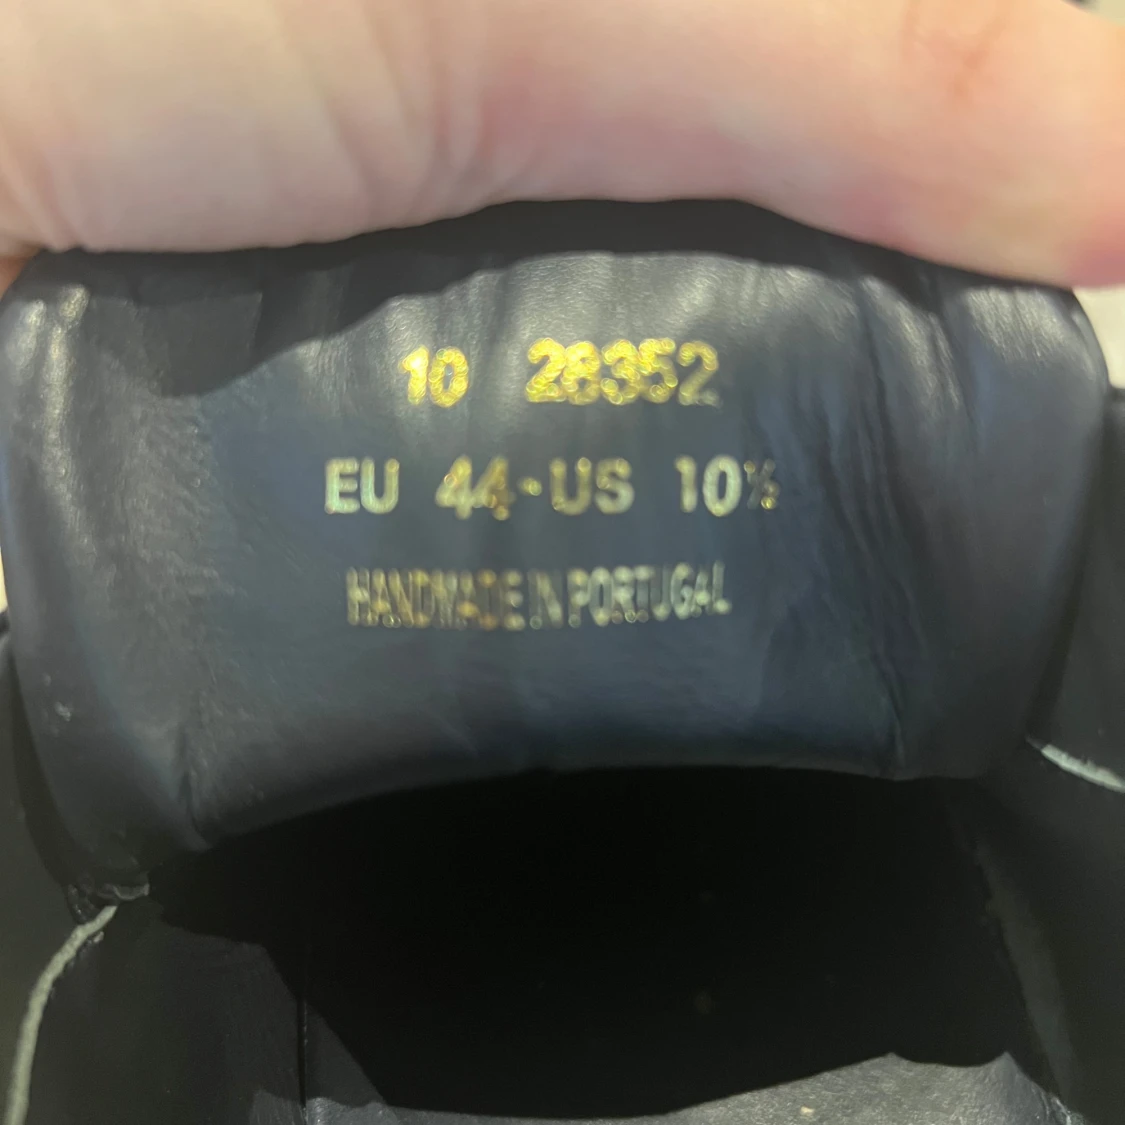 10 28352
EU 44-US 10½
HANDMADE IN PORTUGAL